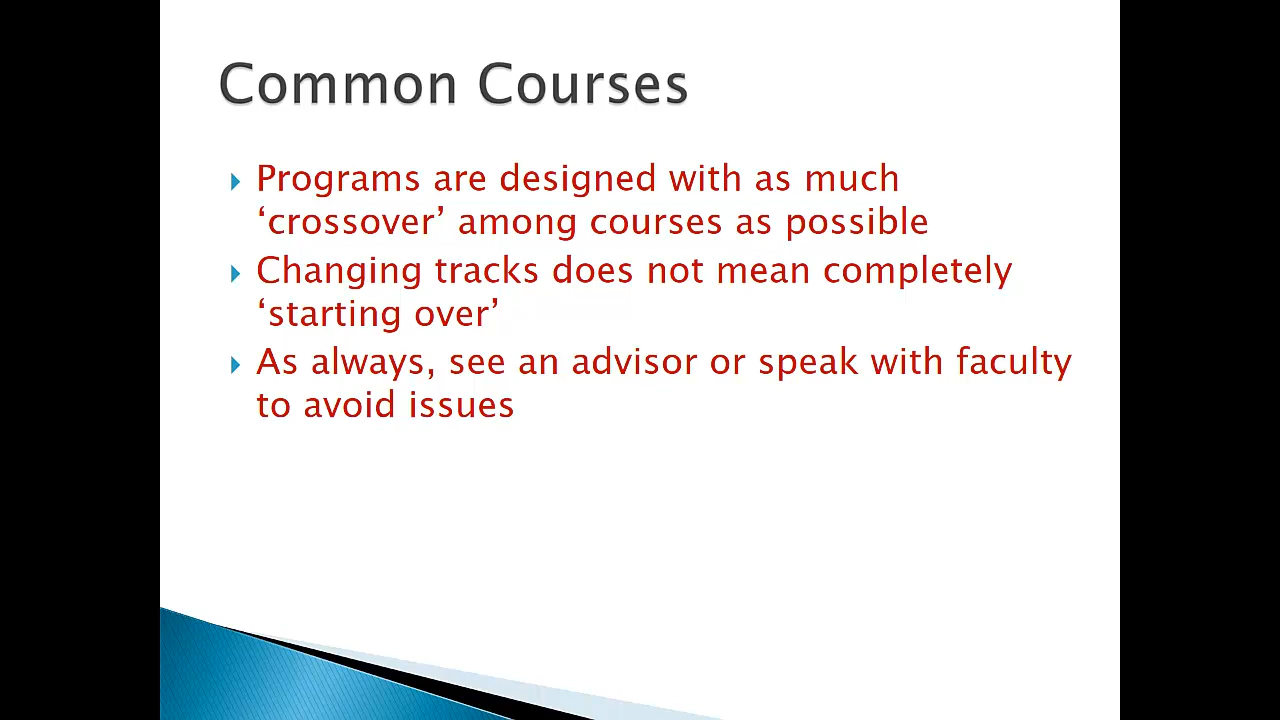 Common Courses
Programs are designed with as much
‘crossover’ among courses as possible
Changing tracks does not mean completely
‘starting over’
As always, see an advisor or speak with faculty
to avoid issues